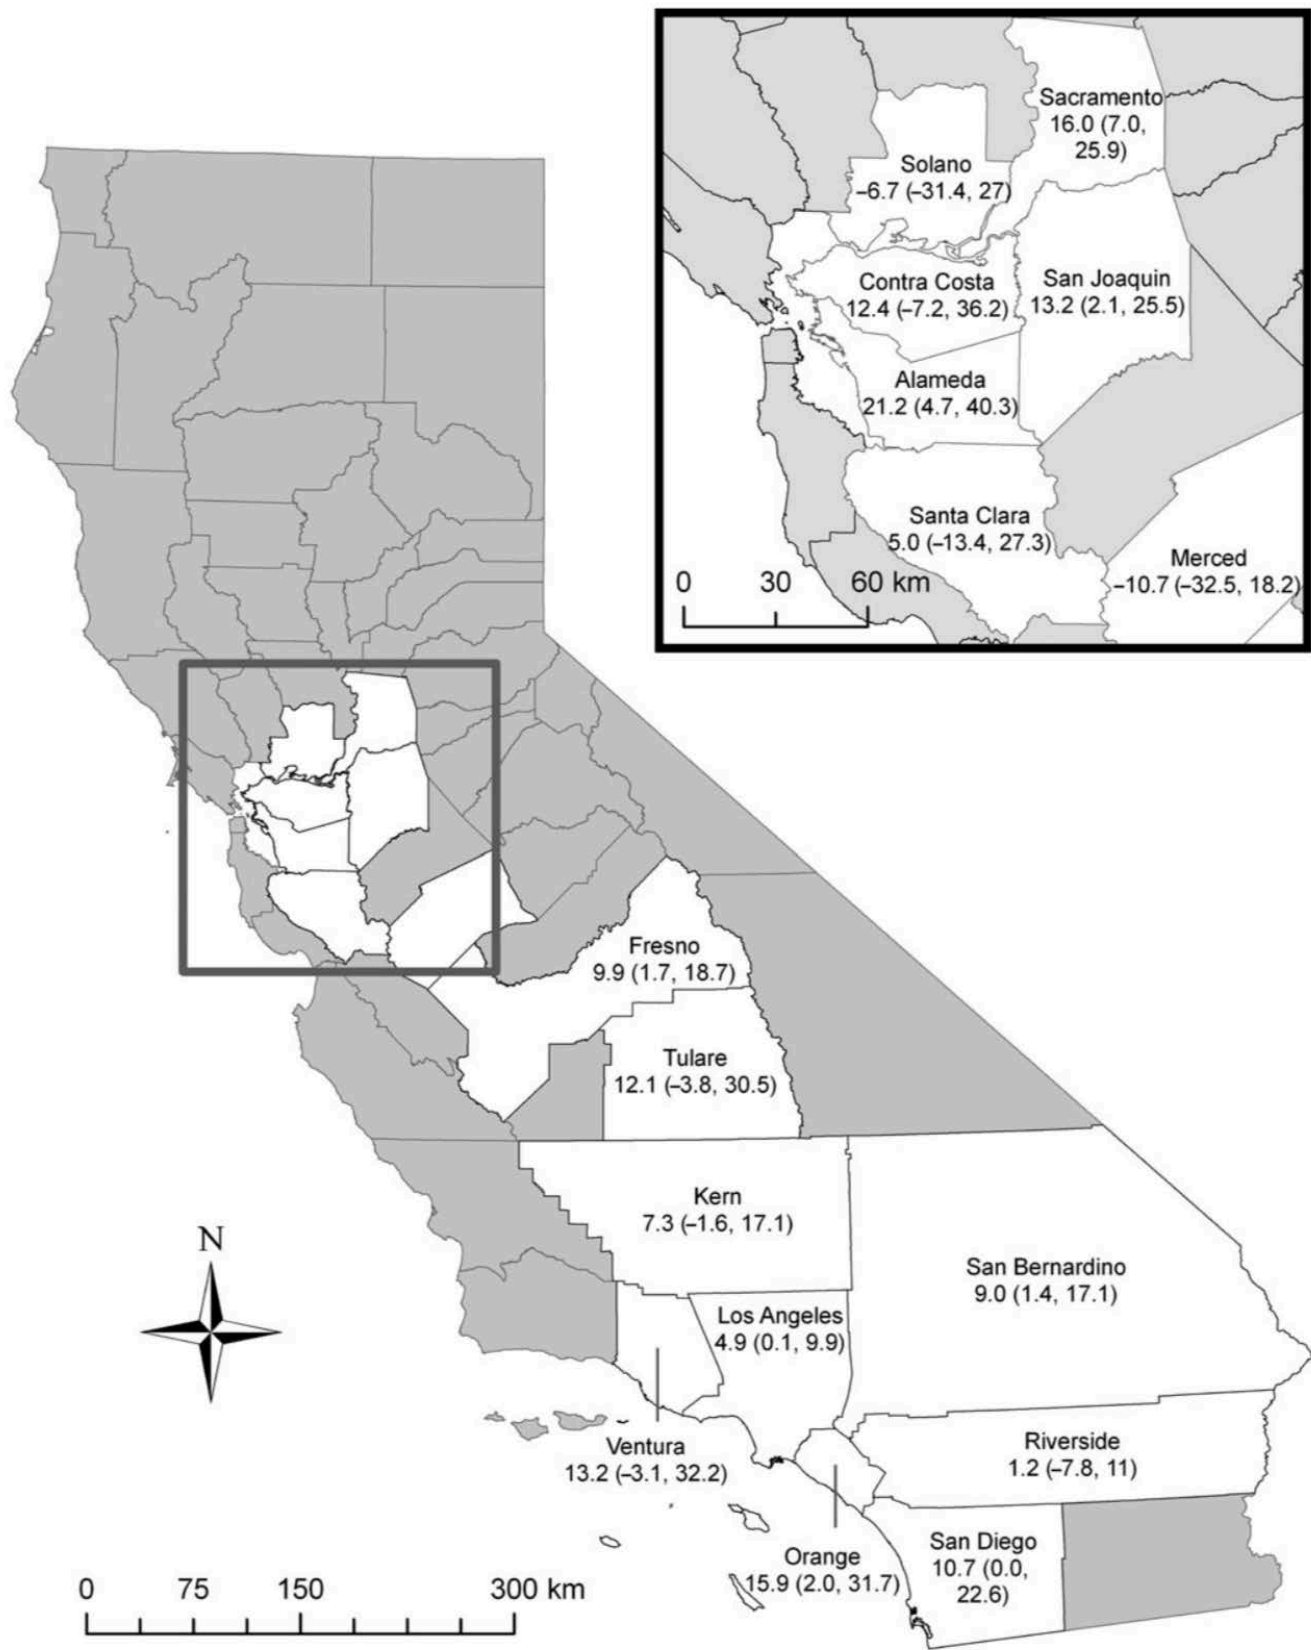 Sacramento
16.0 (7.0,
25.9)
Solano
–6.7 (–31.4, 27)
Contra Costa
12.4 (–7.2, 36.2)
San Joaquin
13.2 (2.1, 25.5)
Alameda
21.2 (4.7, 40.3)
Santa Clara
5.0 (–13.4, 27.3)
Merced
–10.7 (–32.5, 18.2)
0 30 60 km
Fresno
9.9 (1.7, 18.7)
Tulare
12.1 (–3.8, 30.5)
Kern
7.3 (–1.6, 17.1)
San Bernardino
9.0 (1.4, 17.1)
Los Angeles
4.9 (0.1, 9.9)
N
Ventura
13.2 (–3.1, 32.2)
Riverside
1.2 (–7.8, 11)
Orange
15.9 (2.0, 31.7)
San Diego
10.7 (0.0,
22.6)
0 75 150 300 km